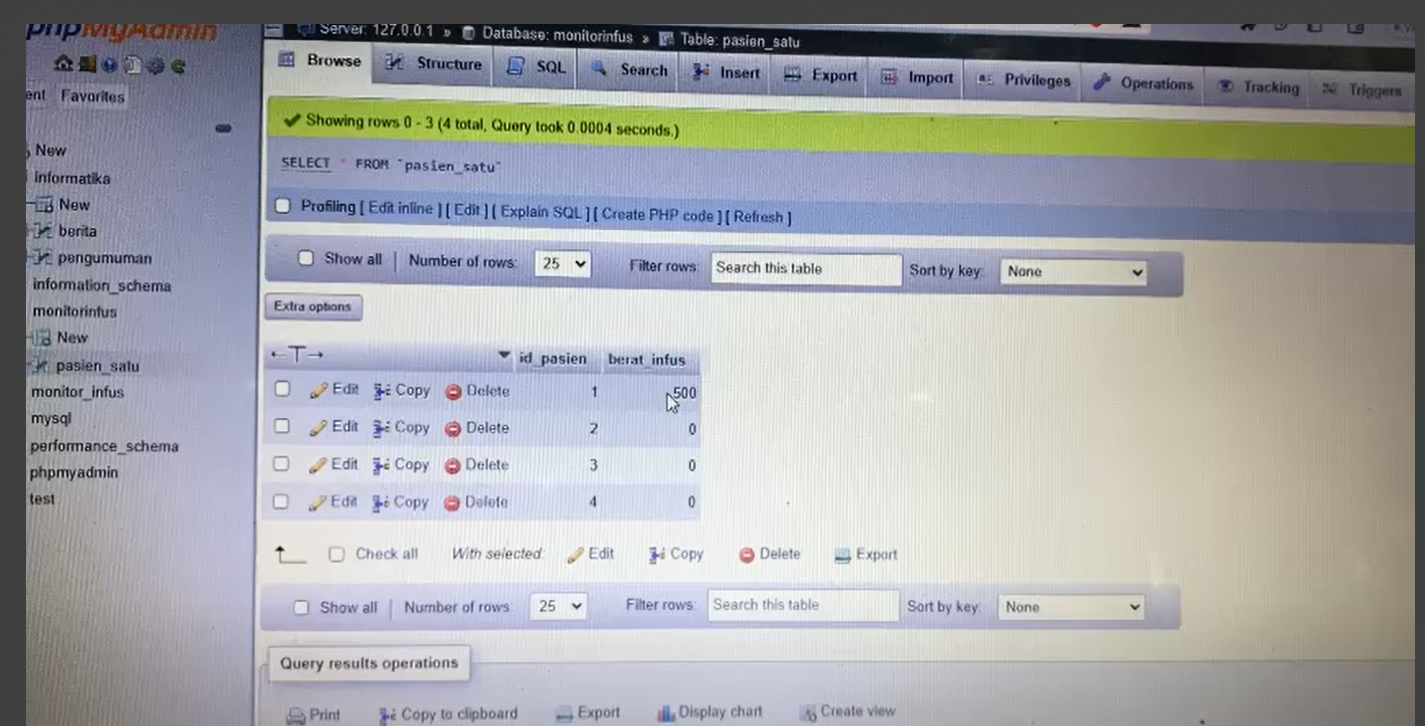 phpMyAdmin
Favorites
New
informatika
New
berita
pengumuman
information_schema
monitorinfus
New
pasien_satu
monitor_infus
mysql
performance_schema
phpmyadmin
test
Server: 127.0.0.1 » Database: monitorinfus » Table: pasien_satu
Browse Structure SQL Search Insert Export Import Privileges Operations Tracking Triggers
Showing rows 0 - 3 (4 total, Query took 0.0004 seconds.)
SELECT * FROM `pasien_satu`
Profiling [ Edit inline ] [ Edit ] [ Explain SQL ] [ Create PHP code ] [ Refresh ]
Show all | Number of rows: 25 Filter rows: Search this table Sort by key: None
Extra options
←T→ id_pasien berat_infus
Edit Copy Delete 1 500
Edit Copy Delete 2 0
Edit Copy Delete 3 0
Edit Copy Delete 4 0
Check all With selected: Edit Copy Delete Export
Show all | Number of rows: 25 Filter rows: Search this table Sort by key: None
Query results operations
Print Copy to clipboard Export Display chart Create view